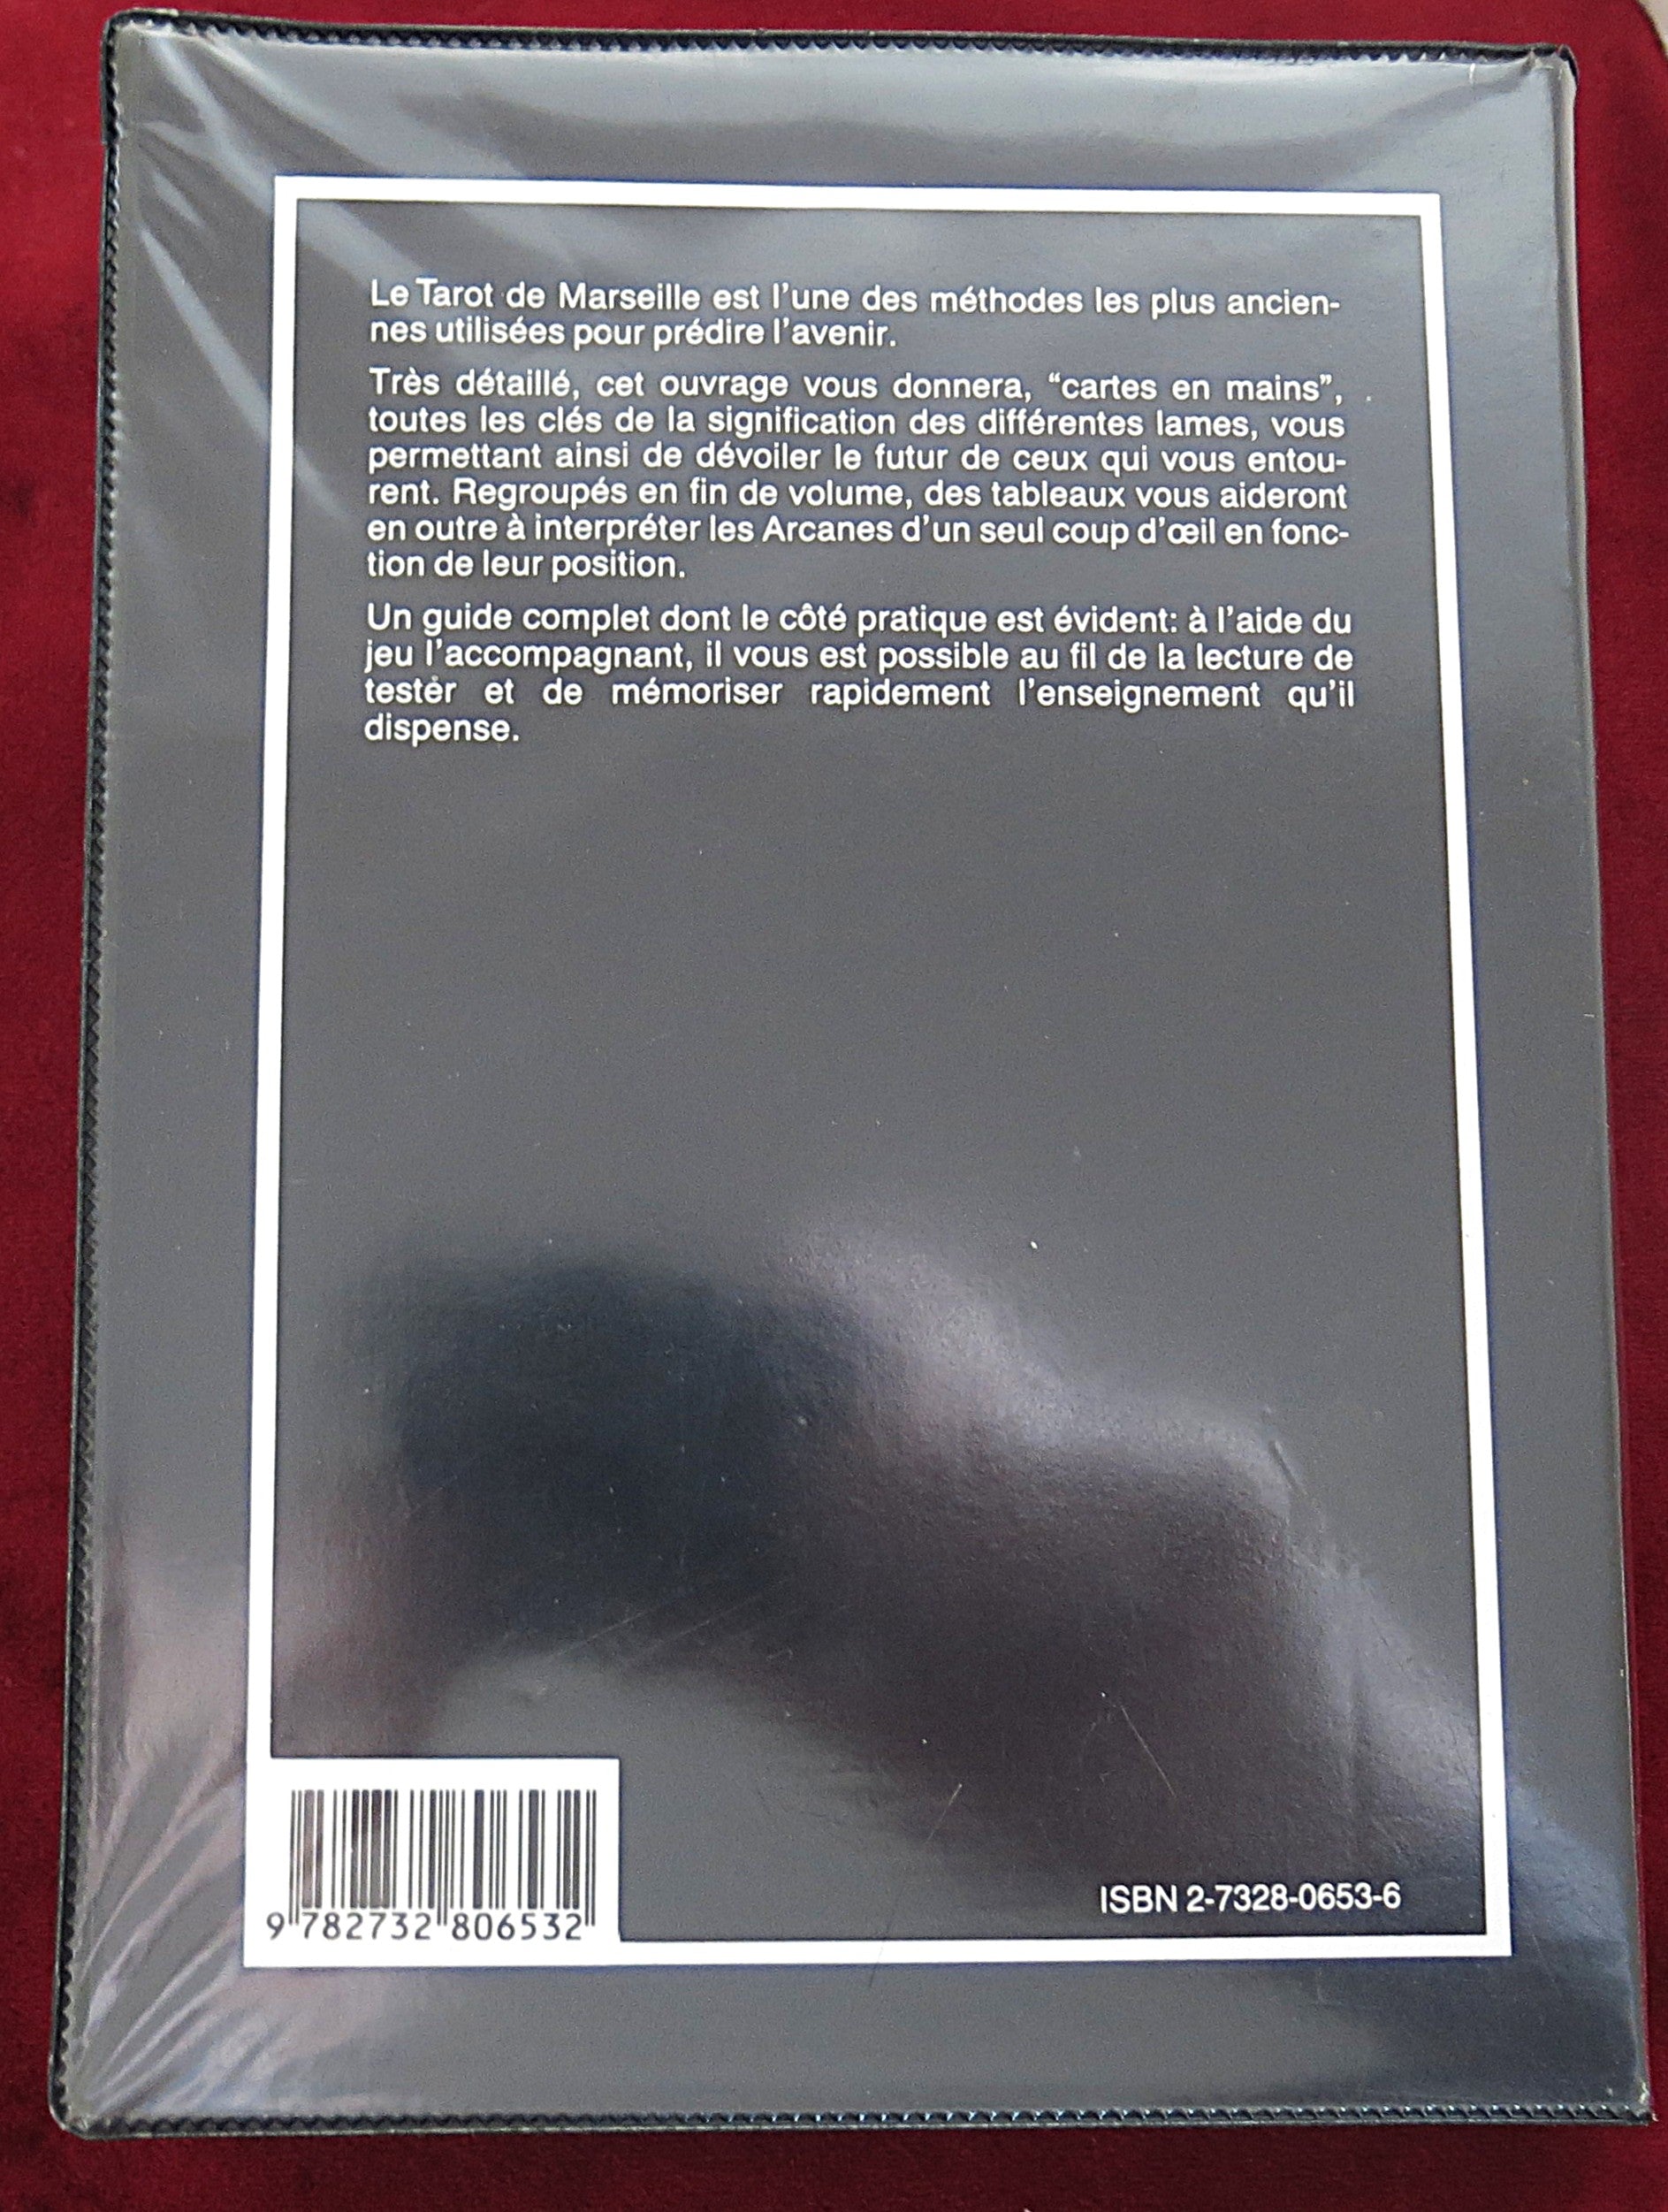 Le Tarot de Marseille est l'une des méthodes les plus ancien-
nes utilisées pour prédire l'avenir.
Très détaillé, cet ouvrage vous donnera, “cartes en mains”,
toutes les clés de la signification des différentes lames, vous
permettant ainsi de dévoiler le futur de ceux qui vous entou-
rent. Regroupés en fin de volume, des tableaux vous aideront
en outre à interpréter les Arcanes d'un seul coup d'œil en fonc-
tion de leur position.
Un guide complet dont le côté pratique est évident: à l'aide du
jeu l'accompagnant, il vous est possible au fil de la lecture de
tester et de mémoriser rapidement l'enseignement qu'il
dispense.
ISBN 2-7328-0653-6
9 782732 806532